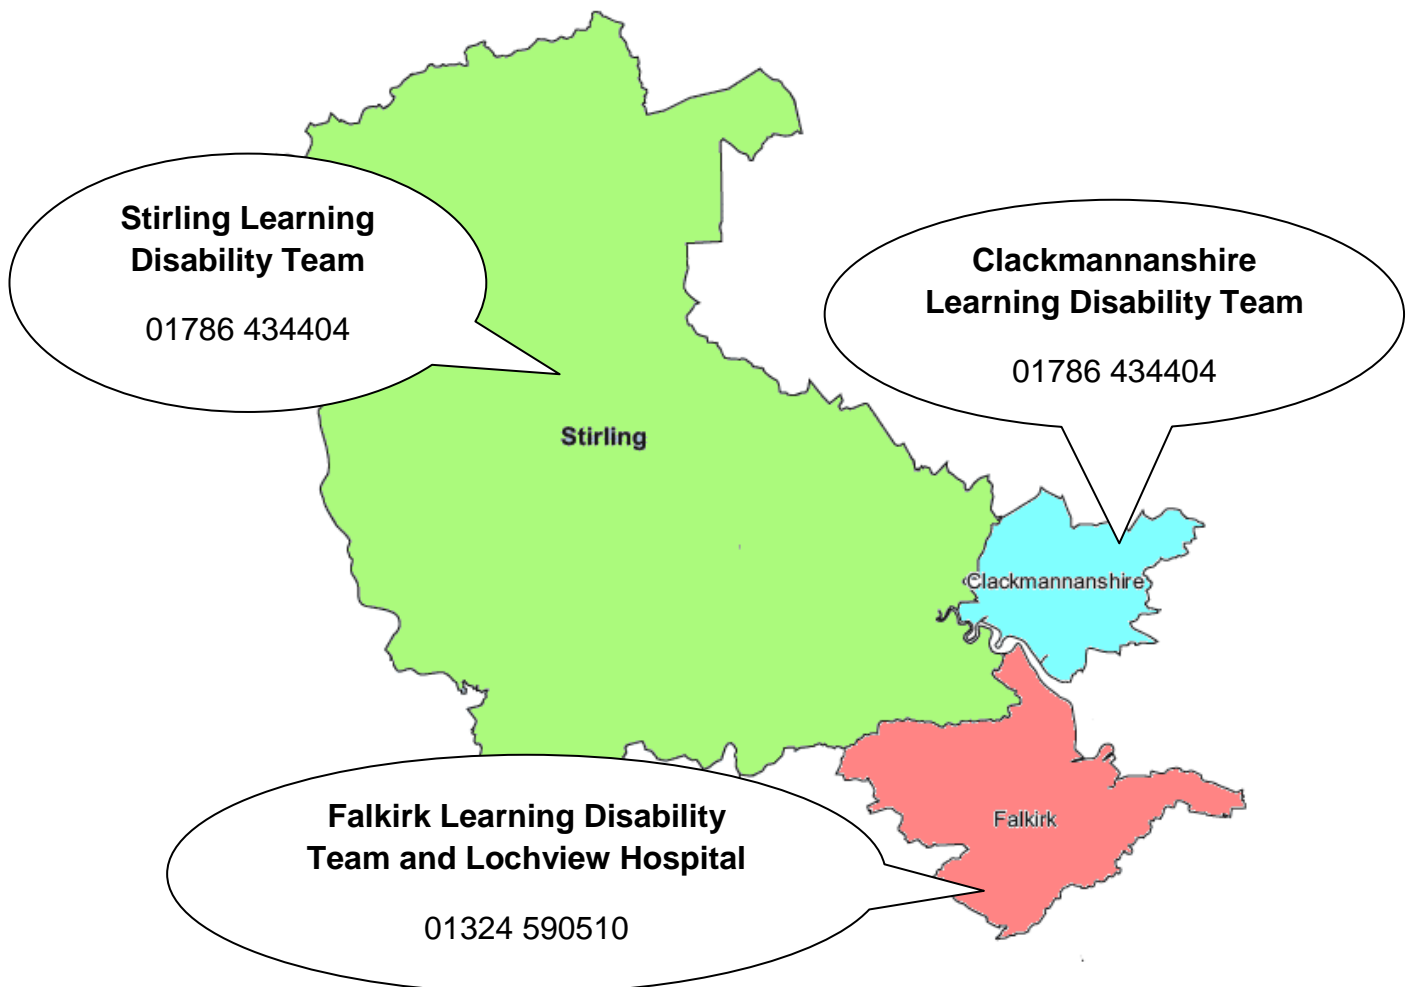 Stirling Learning
Disability Team
01786 434404
Clackmannanshire
Learning Disability Team
01786 434404
Stirling
Clackmannanshire
Falkirk Learning Disability
Team and Lochview Hospital
01324 590510
Falkirk